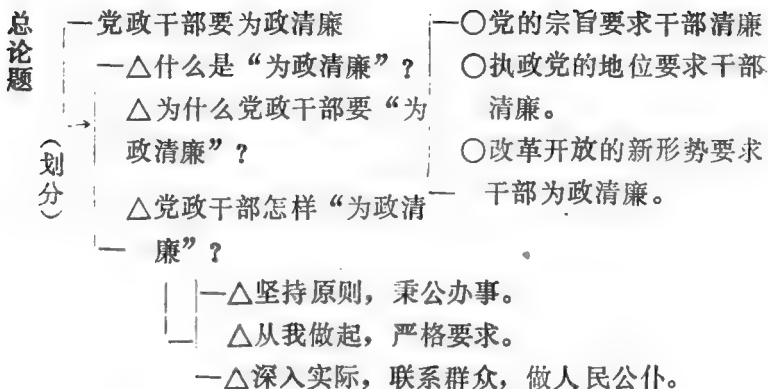 总论题
(划分)
党政干部要为政清廉
△什么是“为政清廉”？
△为什么党政干部要“为
政清廉”？
△党政干部怎样“为政清
廉”？
○党的宗旨要求干部清廉
○执政党的地位要求干部
清廉。
○改革开放的新形势要求
干部为政清廉。
△坚持原则，秉公办事。
△从我做起，严格要求。
△深入实际，联系群众，做人民公仆。